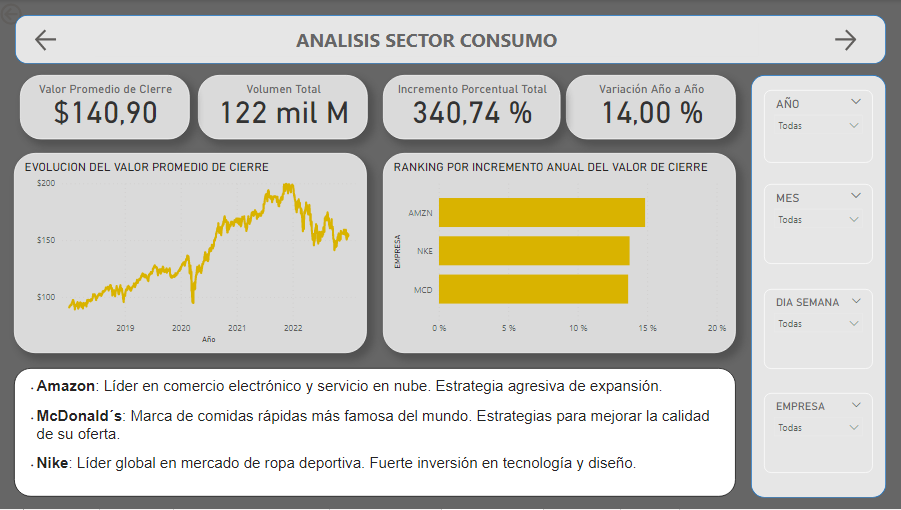 ANALISIS SECTOR CONSUMO
Valor Promedio de CIerre
$140,90
Volumen Total
122 mil M
Incremento Porcentual Total
340,74 %
Variación Año a Año
14,00 %
EVOLUCION DEL VALOR PROMEDIO DE CIERRE
$200
$150
$100
2019 2020 2021 2022
Año
RANKING POR INCREMENTO ANUAL DEL VALOR DE CIERRE
EMPRESA
AMZN
NKE
MCD
0 % 5 % 10 % 15 % 20 %
AÑO
Todas
MES
Todas
DIA SEMANA
Todas
EMPRESA
Todas
· Amazon: Líder en comercio electrónico y servicio en nube. Estrategia agresiva de expansión.
· McDonald´s: Marca de comidas rápidas más famosa del mundo. Estrategias para mejorar la calidad
de su oferta.
· Nike: Líder global en mercado de ropa deportiva. Fuerte inversión en tecnología y diseño.